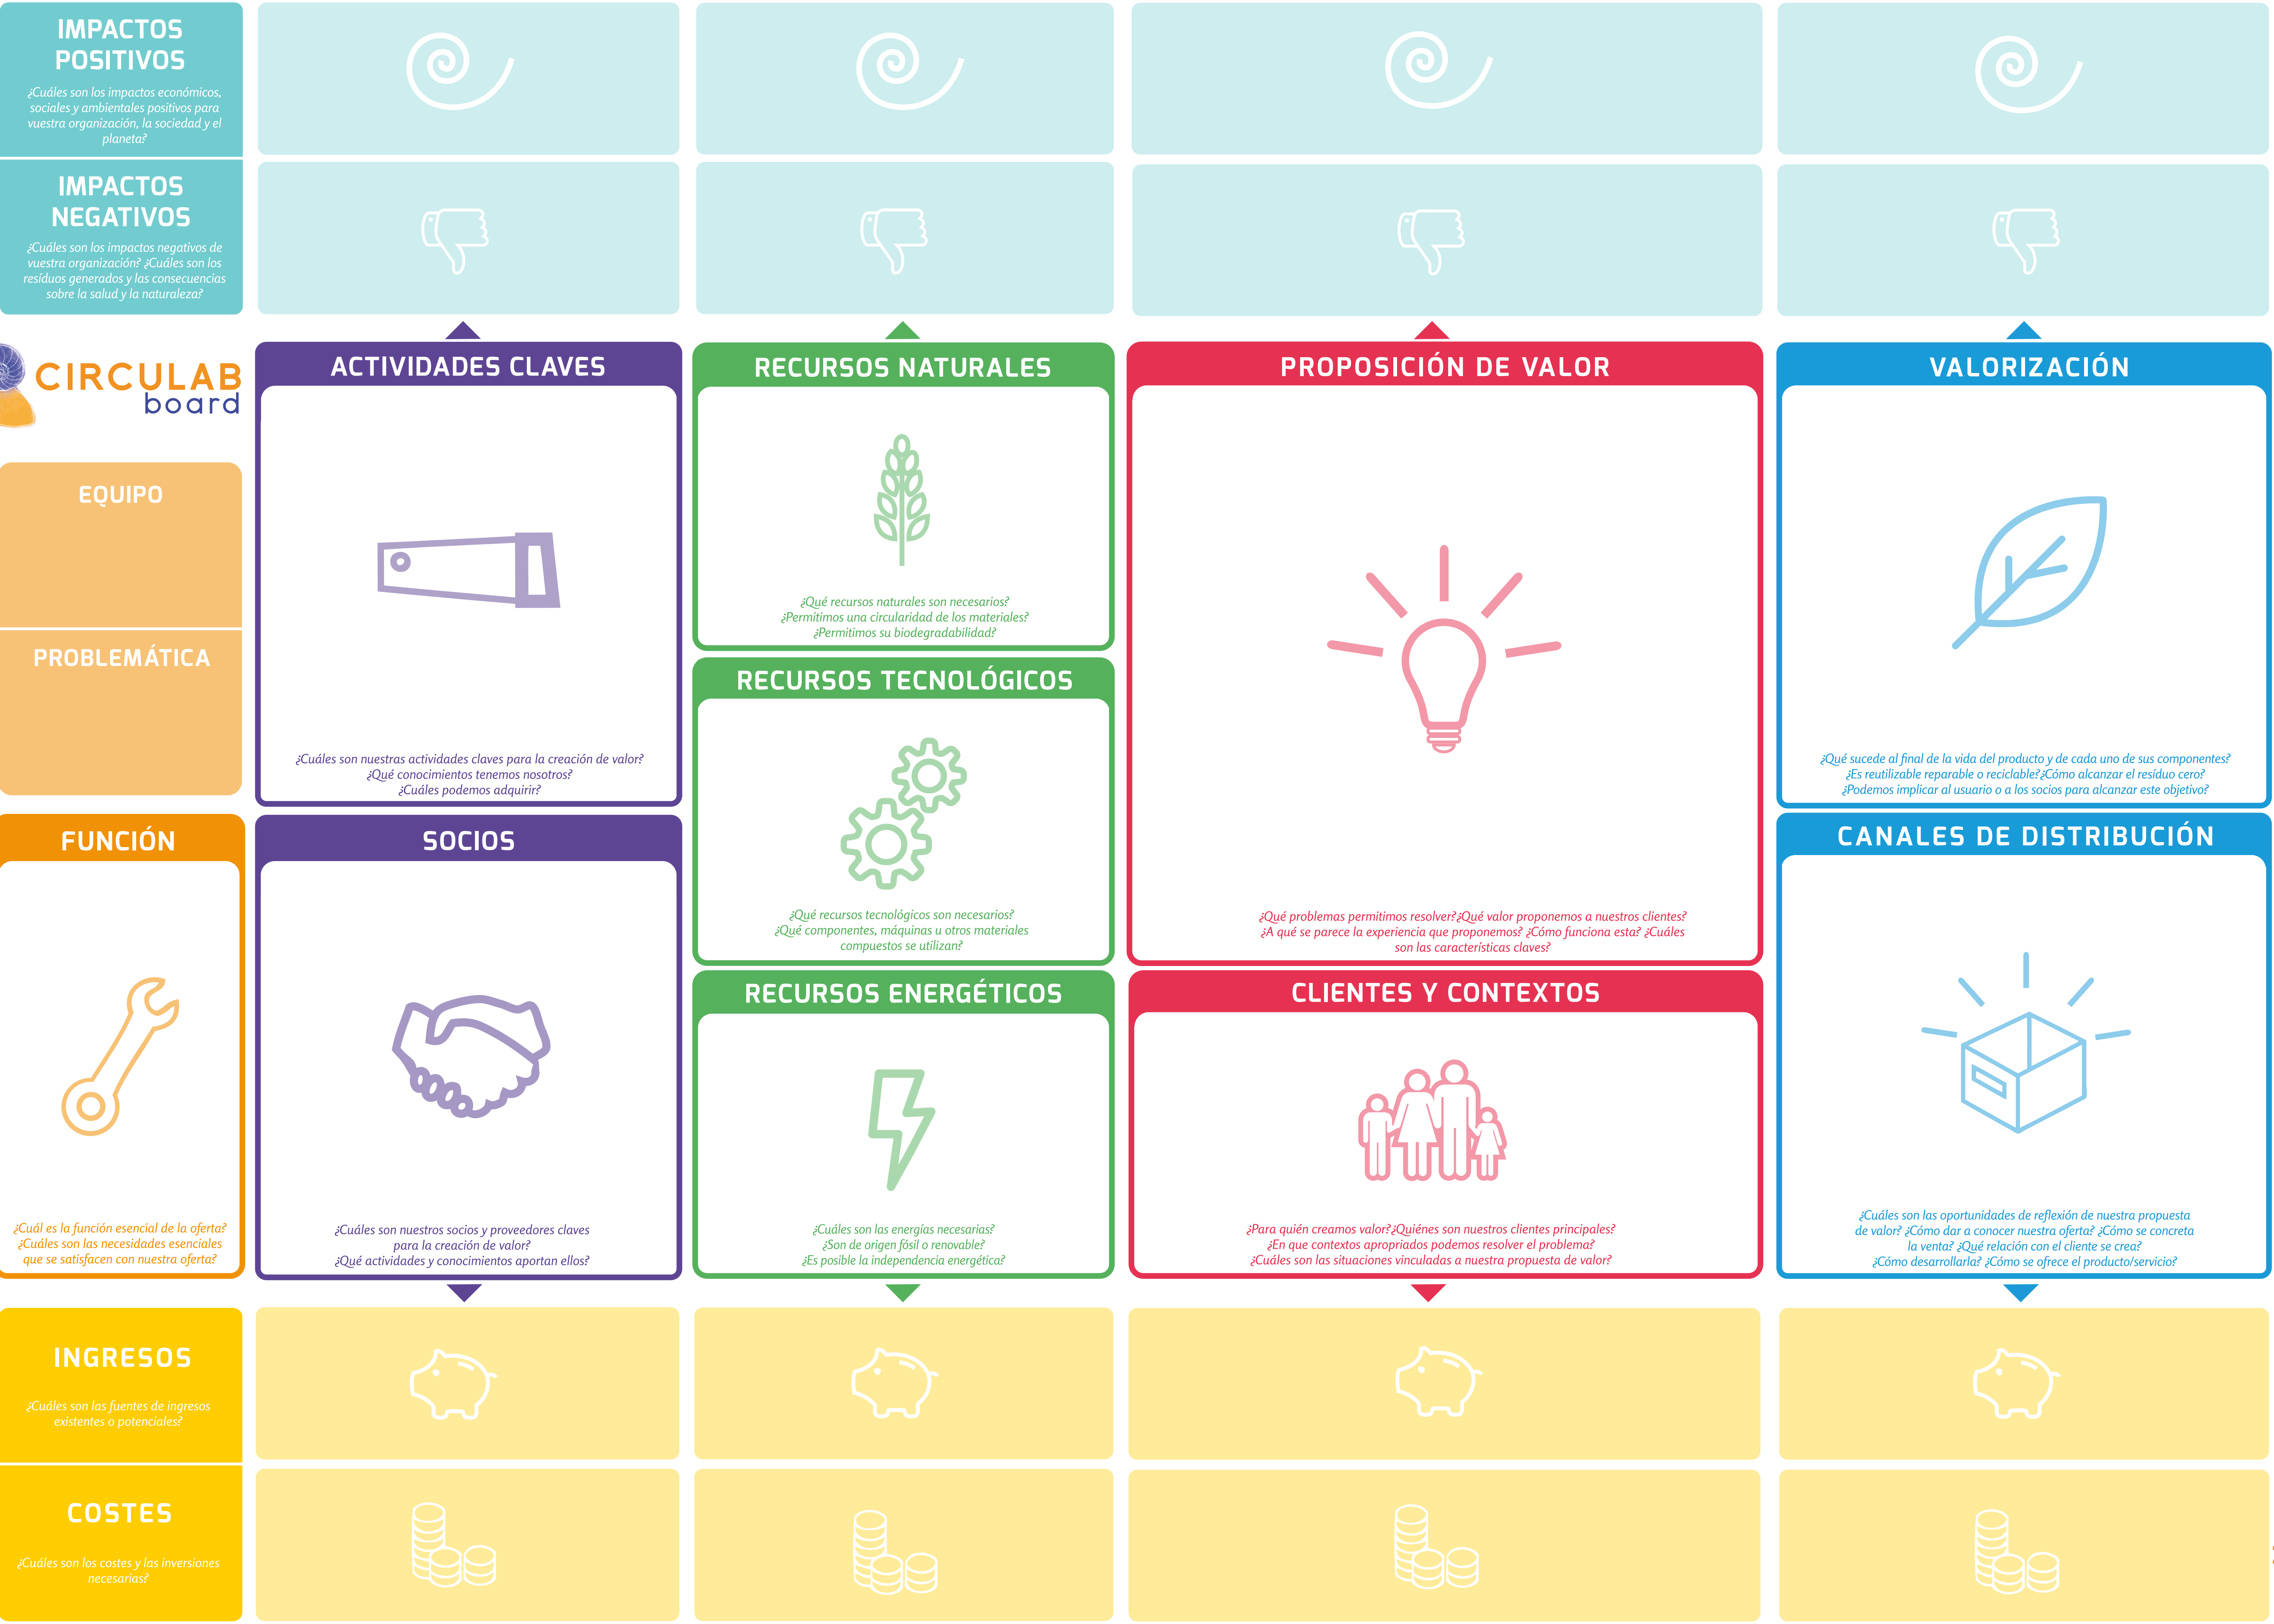 IMPACTOS
POSITIVOS
¿Cuáles son los impactos económicos,
sociales y ambientales positivos para
vuestra organización, la sociedad y el
planeta?
IMPACTOS
NEGATIVOS
¿Cuáles son los impactos negativos de
vuestra organización? ¿Cuáles son los
resíduos generados y las consecuencias
sobre la salud y la naturaleza?
CIRCULAB
board
EQUIPO
PROBLEMÁTICA
FUNCIÓN
¿Cuál es la función esencial de la oferta?
¿Cuáles son las necesidades esenciales
que se satisfacen con nuestra oferta?
ACTIVIDADES CLAVES
¿Cuáles son nuestras actividades claves para la creación de valor?
¿Qué conocimientos tenemos nosotros?
¿Cuáles podemos adquirir?
SOCIOS
¿Cuáles son nuestros socios y proveedores claves
para la creación de valor?
¿Qué actividades y conocimientos aportan ellos?
RECURSOS NATURALES
¿Qué recursos naturales son necesarios?
¿Permitimos una circularidad de los materiales?
¿Permitimos su biodegradabilidad?
RECURSOS TECNOLÓGICOS
¿Qué recursos tecnológicos son necesarios?
¿Qué componentes, máquinas u otros materiales
compuestos se utilizan?
RECURSOS ENERGÉTICOS
¿Cuáles son las energías necesarias?
¿Son de origen fósil o renovable?
¿Es posible la independencia energética?
PROPOSICIÓN DE VALOR
¿Qué problemas permitimos resolver?¿Qué valor proponemos a nuestros clientes?
¿A qué se parece la experiencia que proponemos? ¿Cómo funciona esta? ¿Cuáles
son las características claves?
CLIENTES Y CONTEXTOS
¿Para quién creamos valor?¿Quiénes son nuestros clientes principales?
¿En que contextos apropriados podemos resolver el problema?
¿Cuáles son las situaciones vinculadas a nuestra propuesta de valor?
VALORIZACIÓN
¿Qué sucede al final de la vida del producto y de cada uno de sus componentes?
¿Es reutilizable reparable o reciclable?¿Cómo alcanzar el resíduo cero?
¿Podemos implicar al usuario o a los socios para alcanzar este objetivo?
CANALES DE DISTRIBUCIÓN
¿Cuáles son las oportunidades de reflexión de nuestra propuesta
de valor? ¿Cómo dar a conocer nuestra oferta? ¿Cómo se concreta
la venta? ¿Qué relación con el cliente se crea?
¿Cómo desarrollarla? ¿Cómo se ofrece el producto/servicio?
INGRESOS
¿Cuáles son las fuentes de ingresos
existentes o potenciales?
COSTES
¿Cuáles son los costes y las inversiones
necesarias?